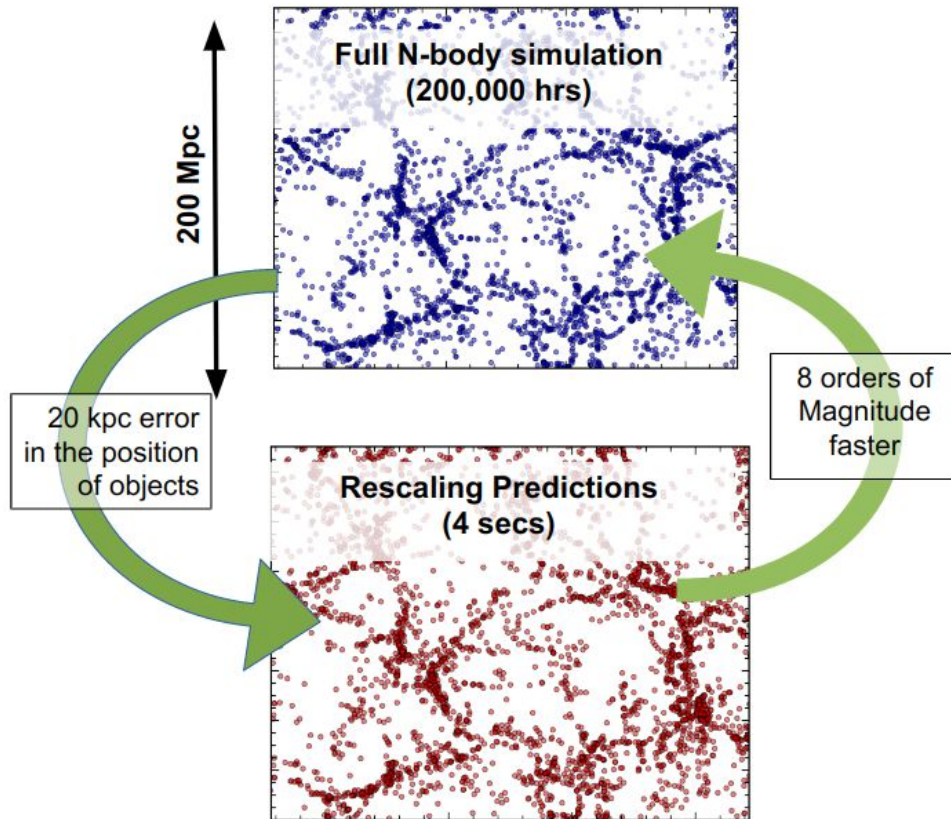 Full N-body simulation
(200,000 hrs)
200 Mpc
20 kpc error
in the position
of objects
8 orders of
Magnitude
faster
Rescaling Predictions
(4 secs)